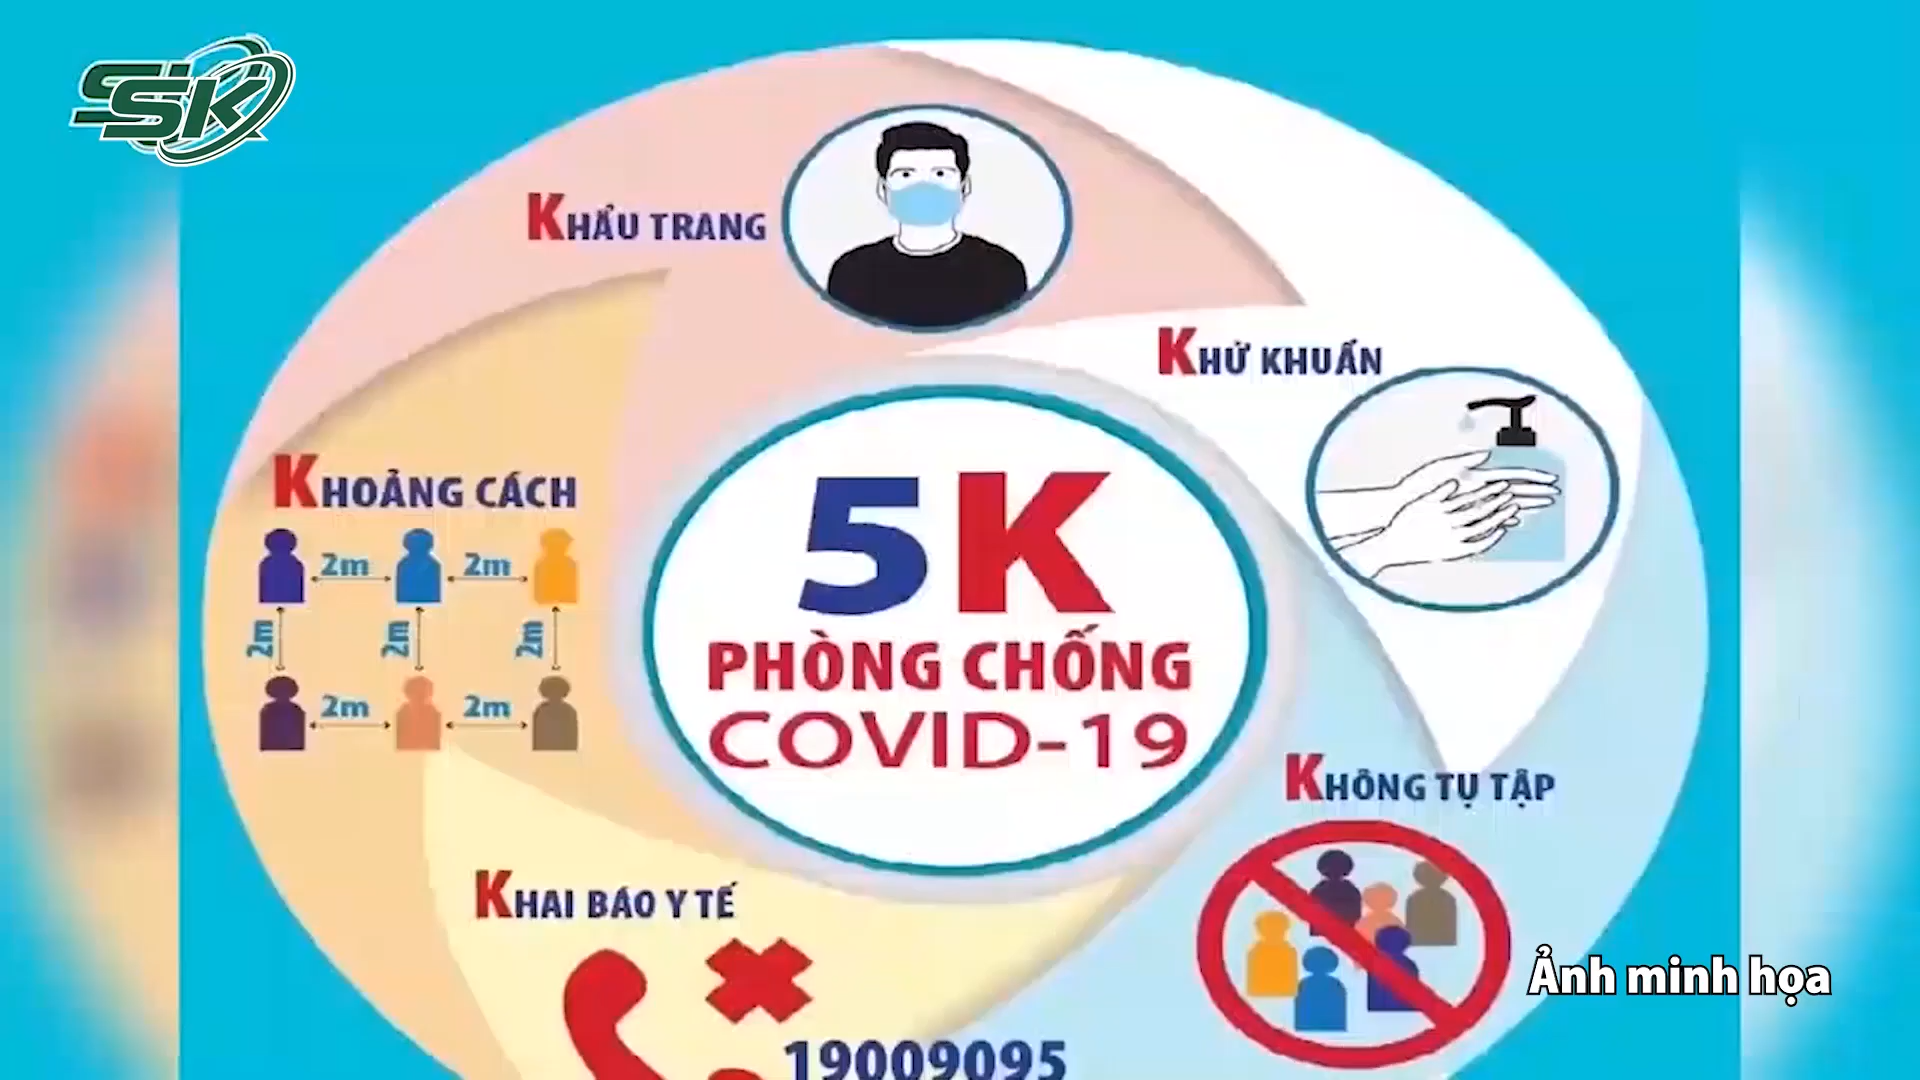 SK
KHẨU TRANG
KHỬ KHUẨN
KHOẢNG CÁCH
2m 2m
2m 2m 2m
2m 2m
5K
PHÒNG CHỐNG
COVID-19
KHÔNG TỤ TẬP
KHAI BÁO Y TẾ
19009095
Ảnh minh họa